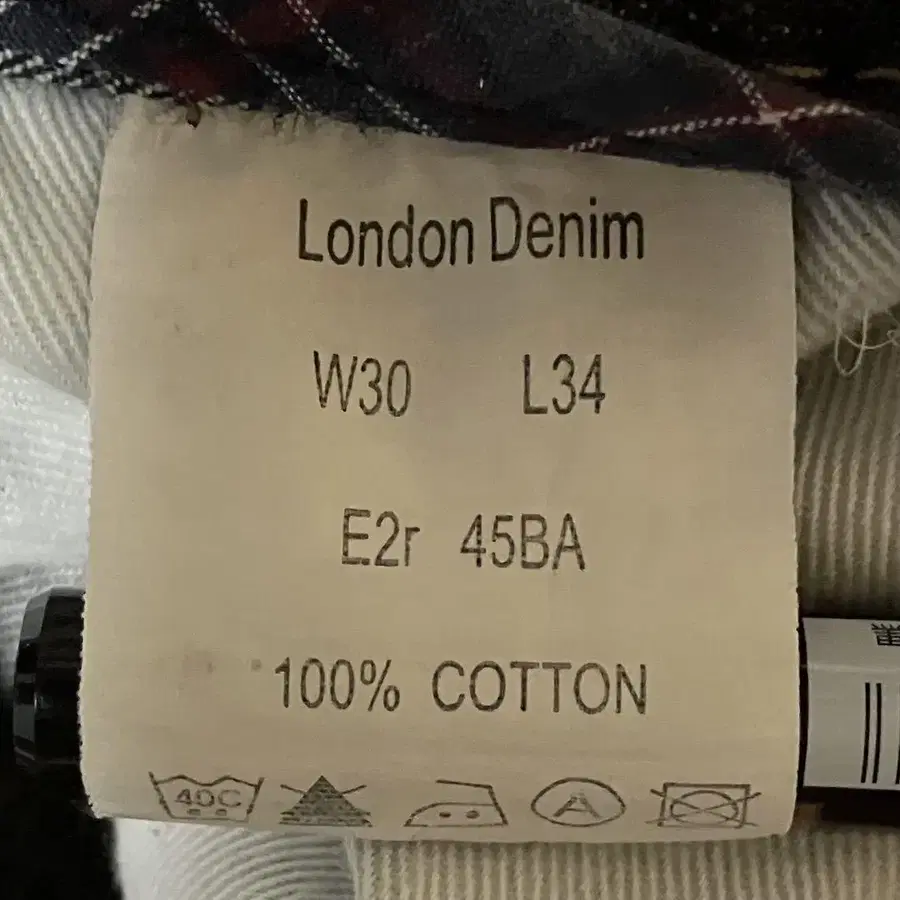 London Denim
W30 L34
E2r 45BA
100% COTTON
40C
A